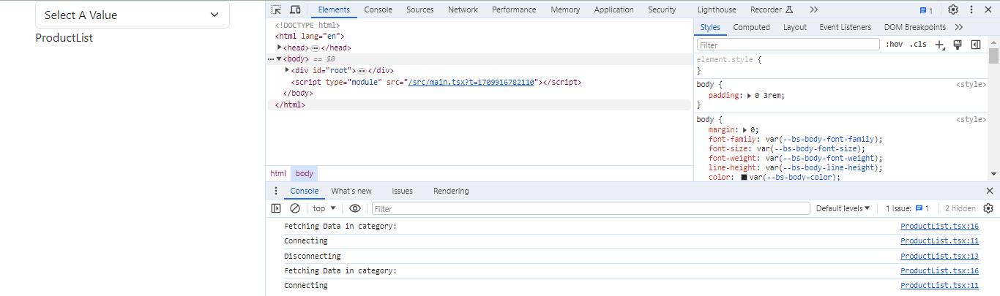 Select A Value
ProductList
Elements Console Sources Network Performance Memory Application Security Lighthouse Recorder 1
<!DOCTYPE html>
<html lang="en">
<head> ⋯ </head>
⋯ <body> == $0
<div id="root"> ⋯ </div>
<script type="module" src="/src/main.tsx?t=1709916782110"></script>
</body>
</html>
html body
Styles Computed Layout Event Listeners DOM Breakpoints
Filter :hov .cls
element.style {
}
body { <style>
padding: 0 3rem;
}
body { <style>
margin: 0;
font-family: var(--bs-body-font-family);
font-size: var(--bs-body-font-size);
font-weight: var(--bs-body-font-weight);
line-height: var(--bs-body-line-height);
color: var(--bs-body-color);
Console What's new Issues Rendering
top Filter Default levels 1 Issue: 1 2 hidden
Fetching Data in category: ProductList.tsx:16
Connecting ProductList.tsx:11
Disconnecting ProductList.tsx:13
Fetching Data in category: ProductList.tsx:16
Connecting ProductList.tsx:11